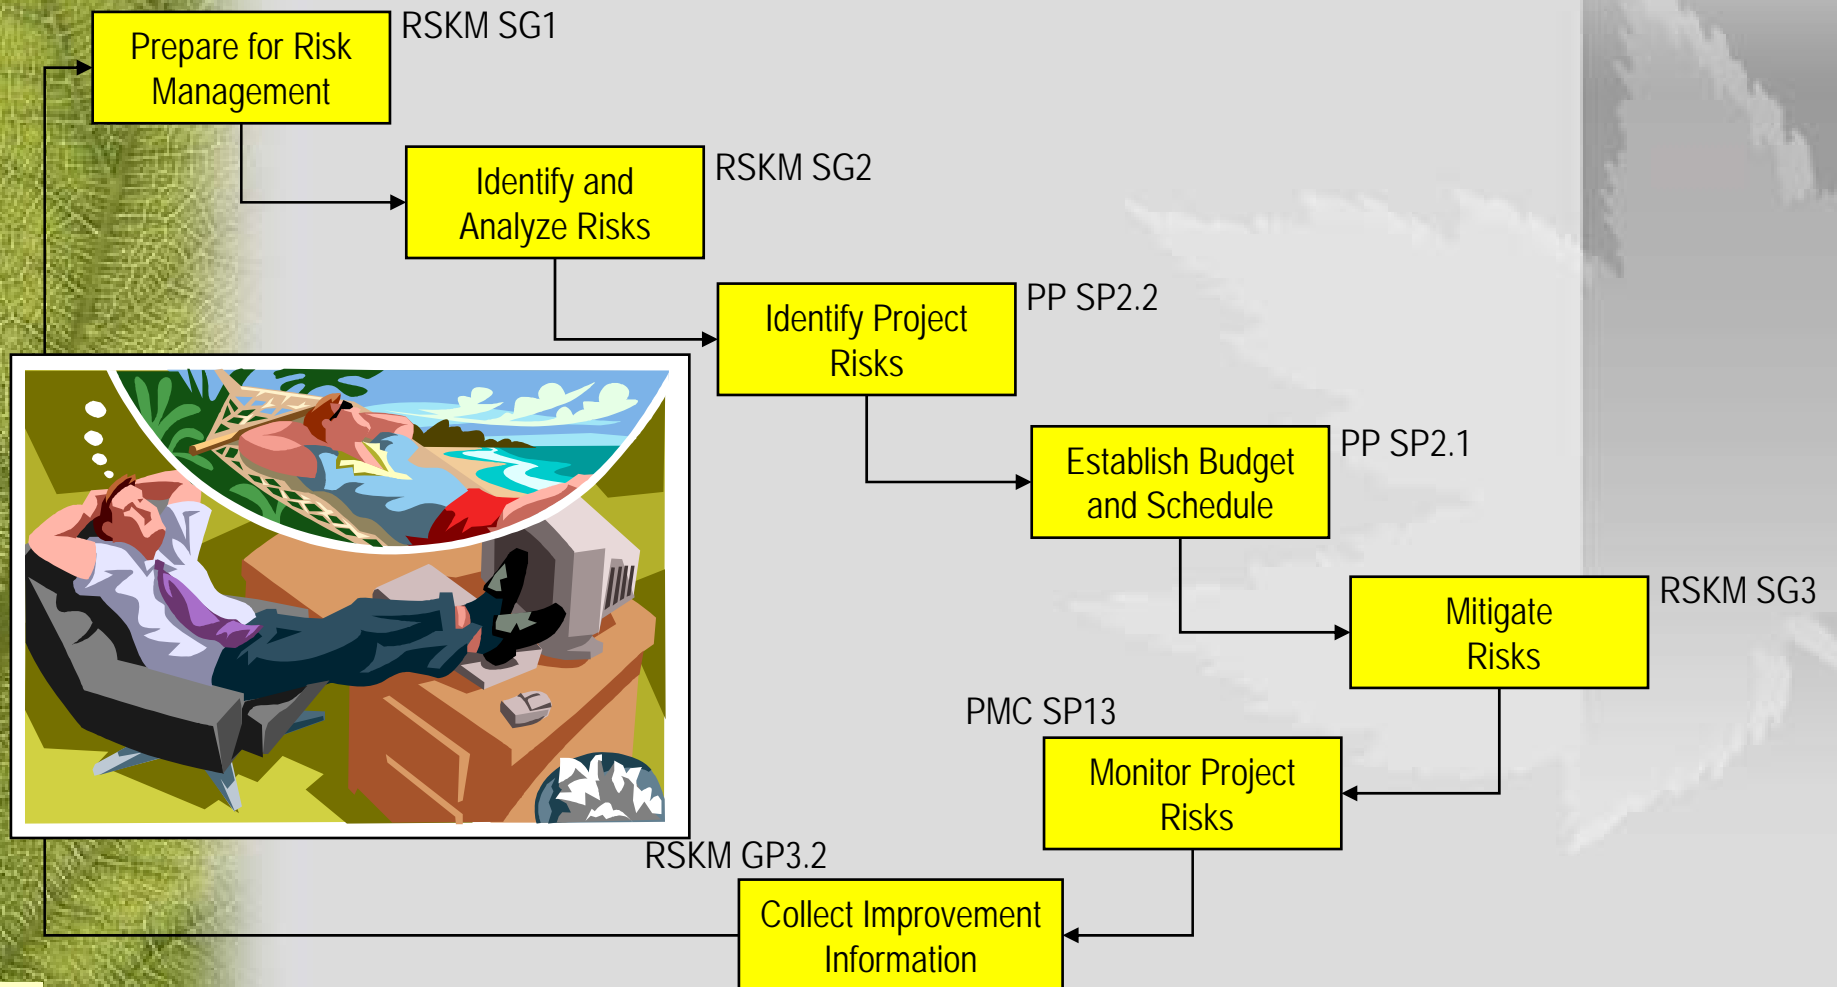 Prepare for Risk
Management
RSKM SG1
Identify and
Analyze Risks
RSKM SG2
Identify Project
Risks
PP SP2.2
Establish Budget
and Schedule
PP SP2.1
Mitigate
Risks
RSKM SG3
PMC SP13
Monitor Project
Risks
RSKM GP3.2
Collect Improvement
Information